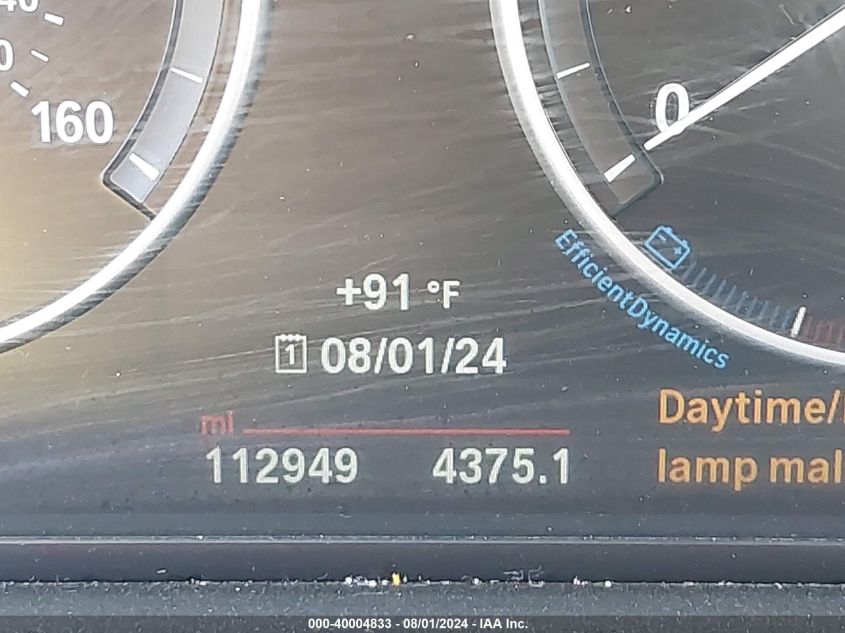 160
0
+91 °F
1 08/01/24
EfficientDynamics
mi
112949 4375.1
Daytime/
lamp mal
000-40004833 - 08/01/2024 - IAA Inc.